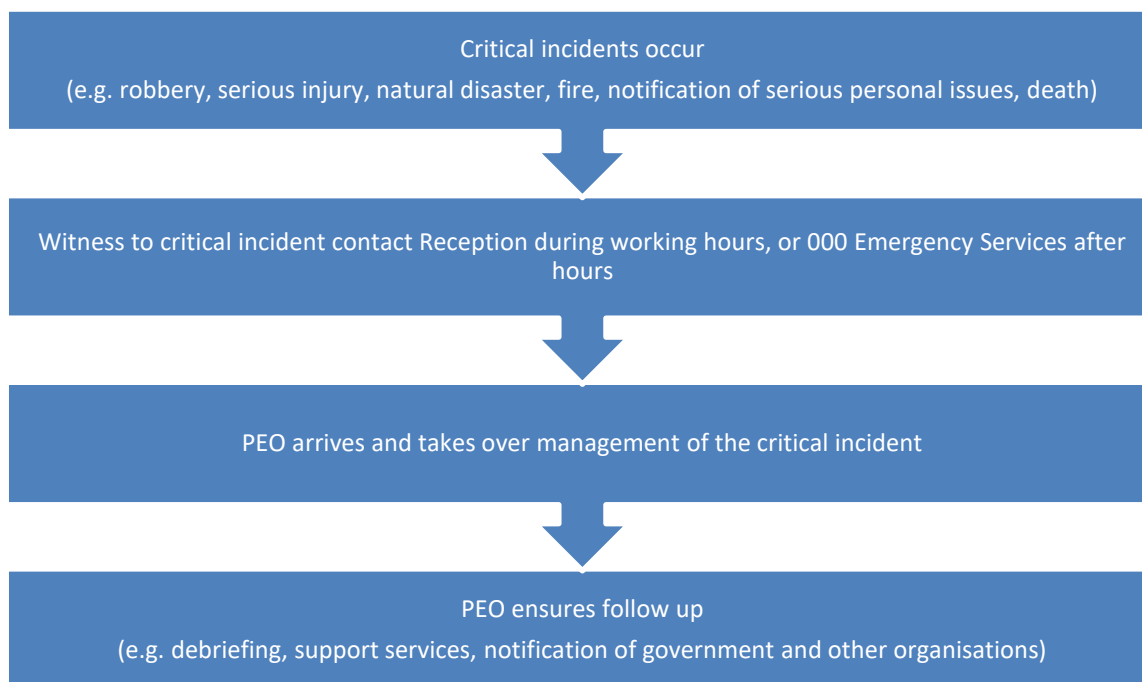 Critical incidents occur
(e.g. robbery, serious injury, natural disaster, fire, notification of serious personal issues, death)
Witness to critical incident contact Reception during working hours, or 000 Emergency Services after
hours
PEO arrives and takes over management of the critical incident
PEO ensures follow up
(e.g. debriefing, support services, notification of government and other organisations)